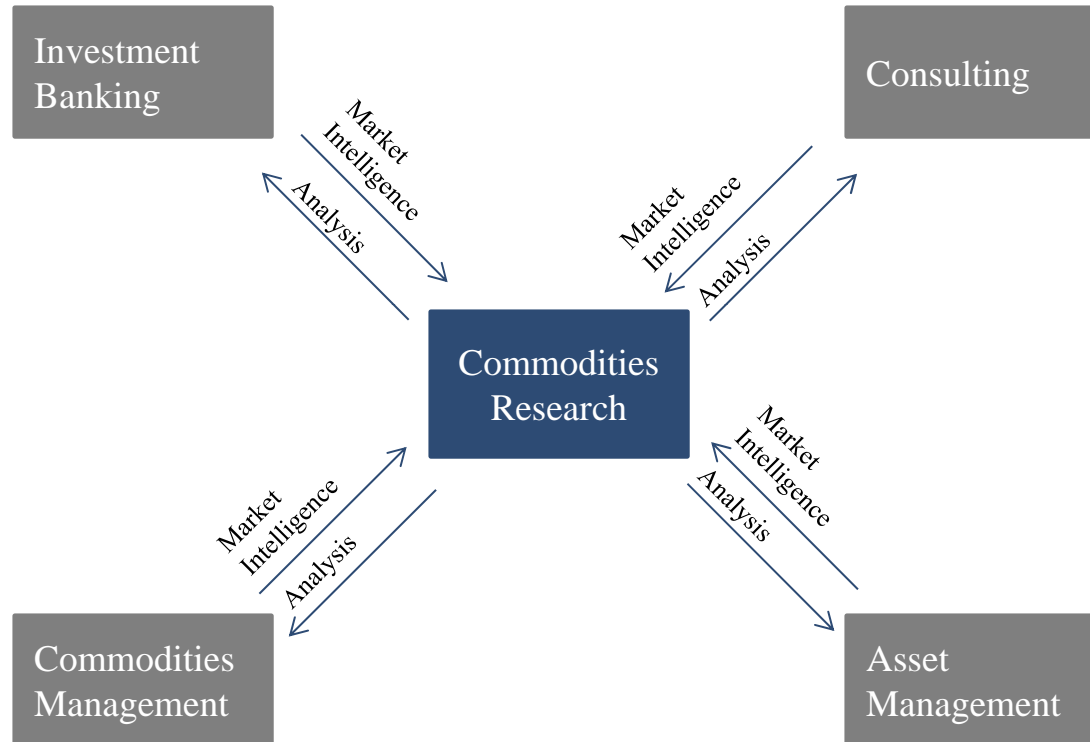 Investment
Banking
Consulting
Market
Intelligence
Analysis
Market
Intelligence
Analysis
Commodities
Research
Market
Intelligence
Analysis
Market
Intelligence
Analysis
Commodities
Management
Asset
Management